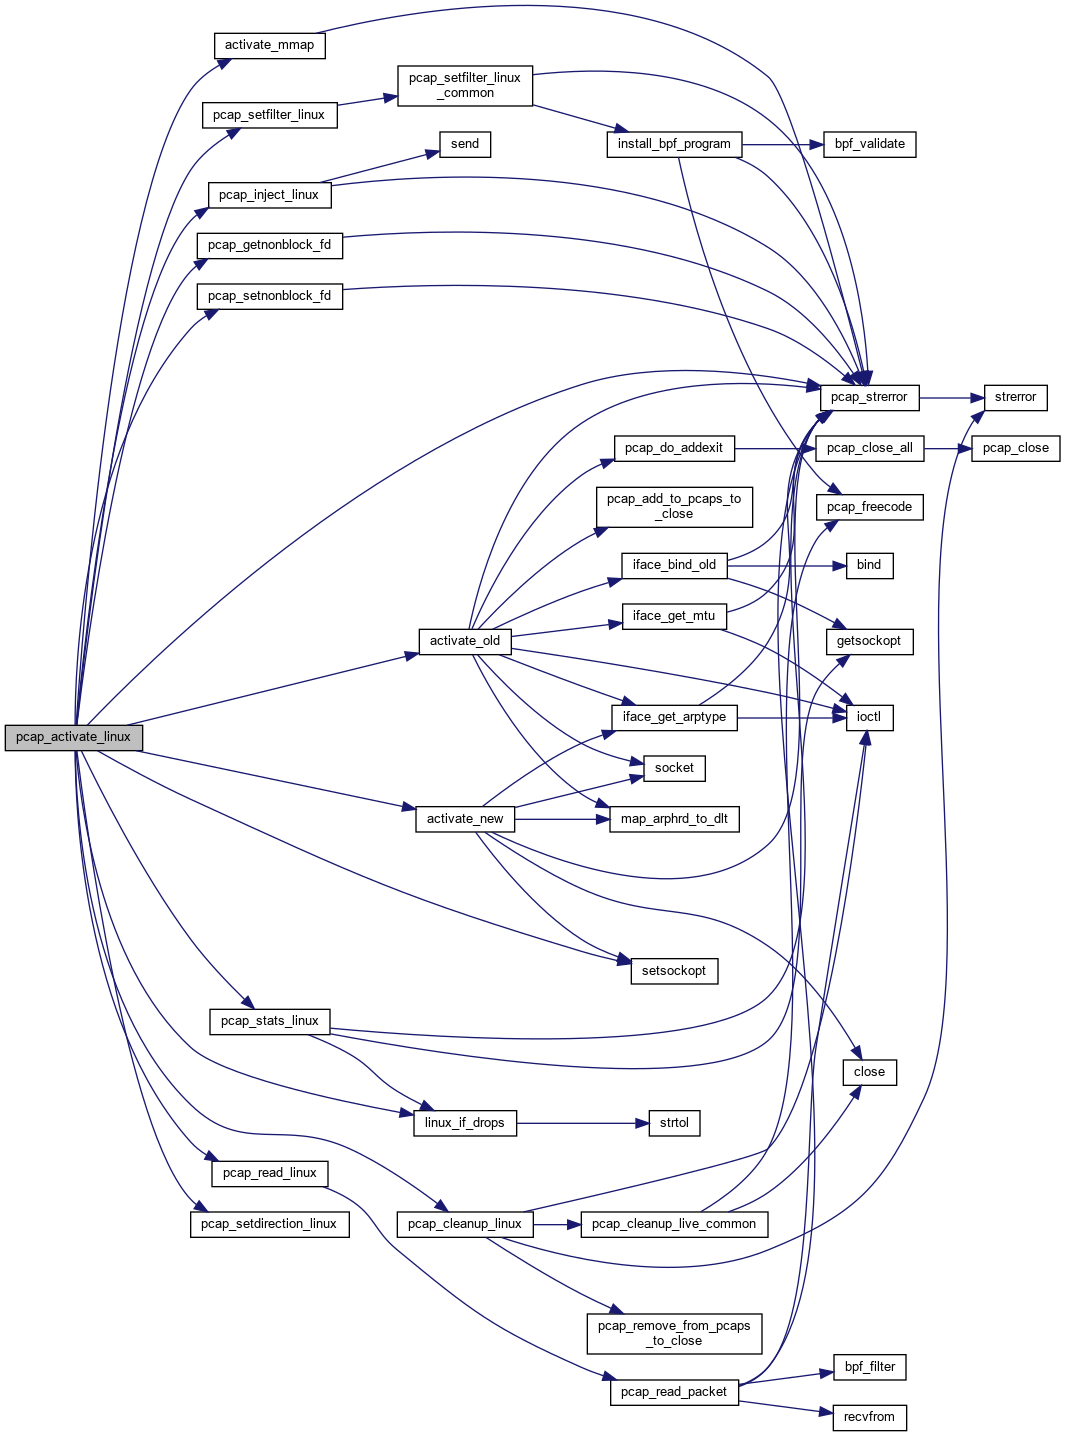 activate_mmap
pcap_setfilter_linux
_common
pcap_setfilter_linux
install_bpf_program
bpf_validate
send
pcap_inject_linux
pcap_getnonblock_fd
pcap_setnonblock_fd
pcap_strerror
strerror
pcap_do_addexit
pcap_close_all
pcap_close
pcap_add_to_pcaps_to
_close
pcap_freecode
iface_bind_old
bind
iface_get_mtu
activate_old
getsockopt
iface_get_arptype
ioctl
pcap_activate_linux
socket
activate_new
map_arphrd_to_dlt
setsockopt
pcap_stats_linux
close
linux_if_drops
strtol
pcap_read_linux
pcap_setdirection_linux
pcap_cleanup_linux
pcap_cleanup_live_common
pcap_remove_from_pcaps
_to_close
bpf_filter
pcap_read_packet
recvfrom